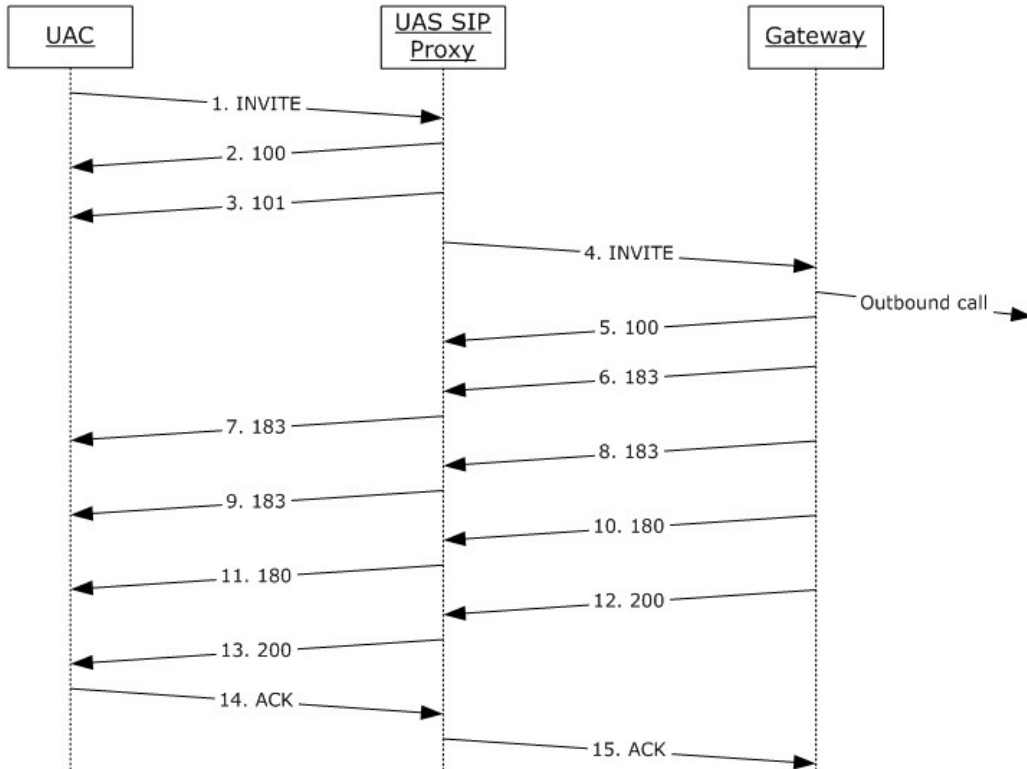 UAC
UAS SIP
Proxy
Gateway
1. INVITE
2. 100
3. 101
4. INVITE
Outbound call
5. 100
6. 183
7. 183
8. 183
9. 183
10. 180
11. 180
12. 200
13. 200
14. ACK
15. ACK